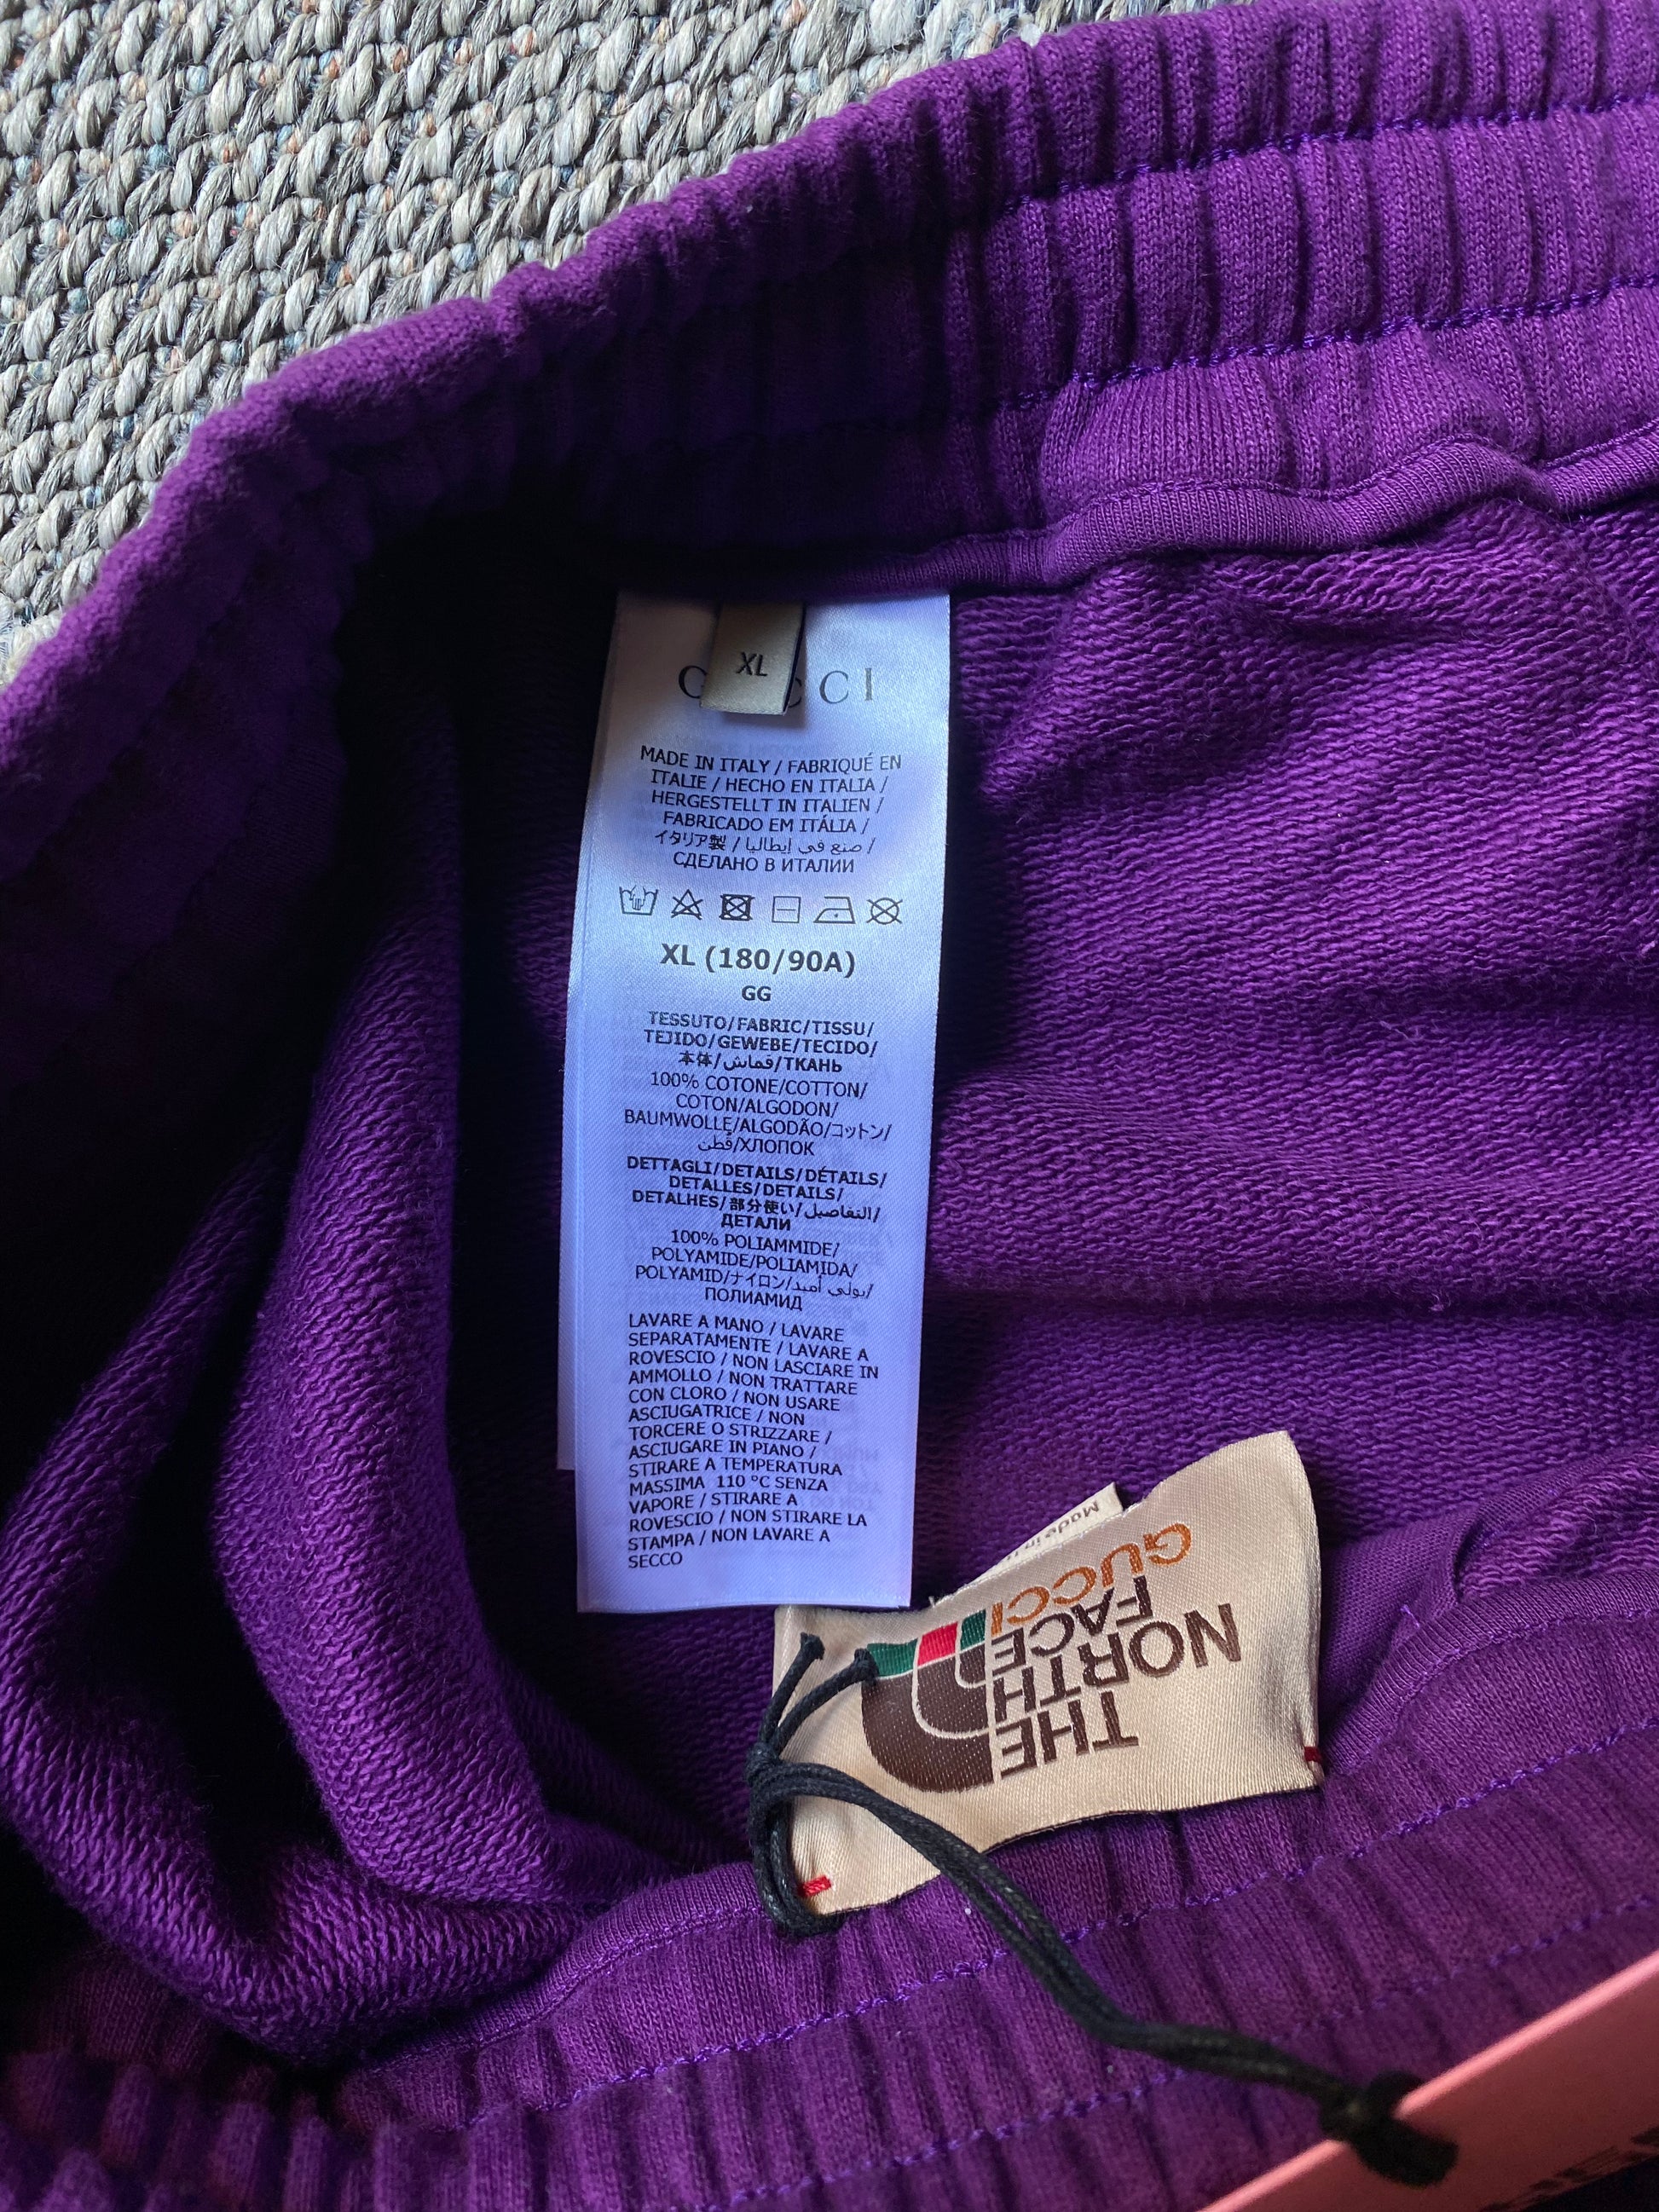 XL
GUCCI
MADE IN ITALY / FABRIQUÉ EN
ITALIE / HECHO EN ITALIA /
HERGESTELLT IN ITALIEN /
FABRICADO EM ITÁLIA /
イタリア製 / صنع في إيطاليا /
СДЕЛАНО В ИТАЛИИ
XL (180/90A)
GG
TESSUTO/FABRIC/TISSU/
TEJIDO/GEWEBE/TECIDO/
本体/قماش/ТКАНЬ
100% COTONE/COTTON/
COTON/ALGODON/
BAUMWOLLE/ALGODÃO/コットン/
قطن/ХЛОПОК
DETTAGLI/DETAILS/DÉTAILS/
DETALLES/DETAILS/
DETALHES/部分使い/التفاصيل/
ДЕТАЛИ
100% POLIAMMIDE/
POLYAMIDE/POLIAMIDA/
POLYAMID/ナイロン/بولي أميد/
ПОЛИАМИД
LAVARE A MANO / LAVARE
SEPARATAMENTE / LAVARE A
ROVESCIO / NON LASCIARE IN
AMMOLLO / NON TRATTARE
CON CLORO / NON USARE
ASCIUGATRICE / NON
TORCERE O STRIZZARE /
ASCIUGARE IN PIANO /
STIRARE A TEMPERATURA
MASSIMA 110 °C SENZA
VAPORE / STIRARE A
ROVESCIO / NON STIRARE LA
STAMPA / NON LAVARE A
SECCO
THE
NORTH
FACE
GUCCI
Made in